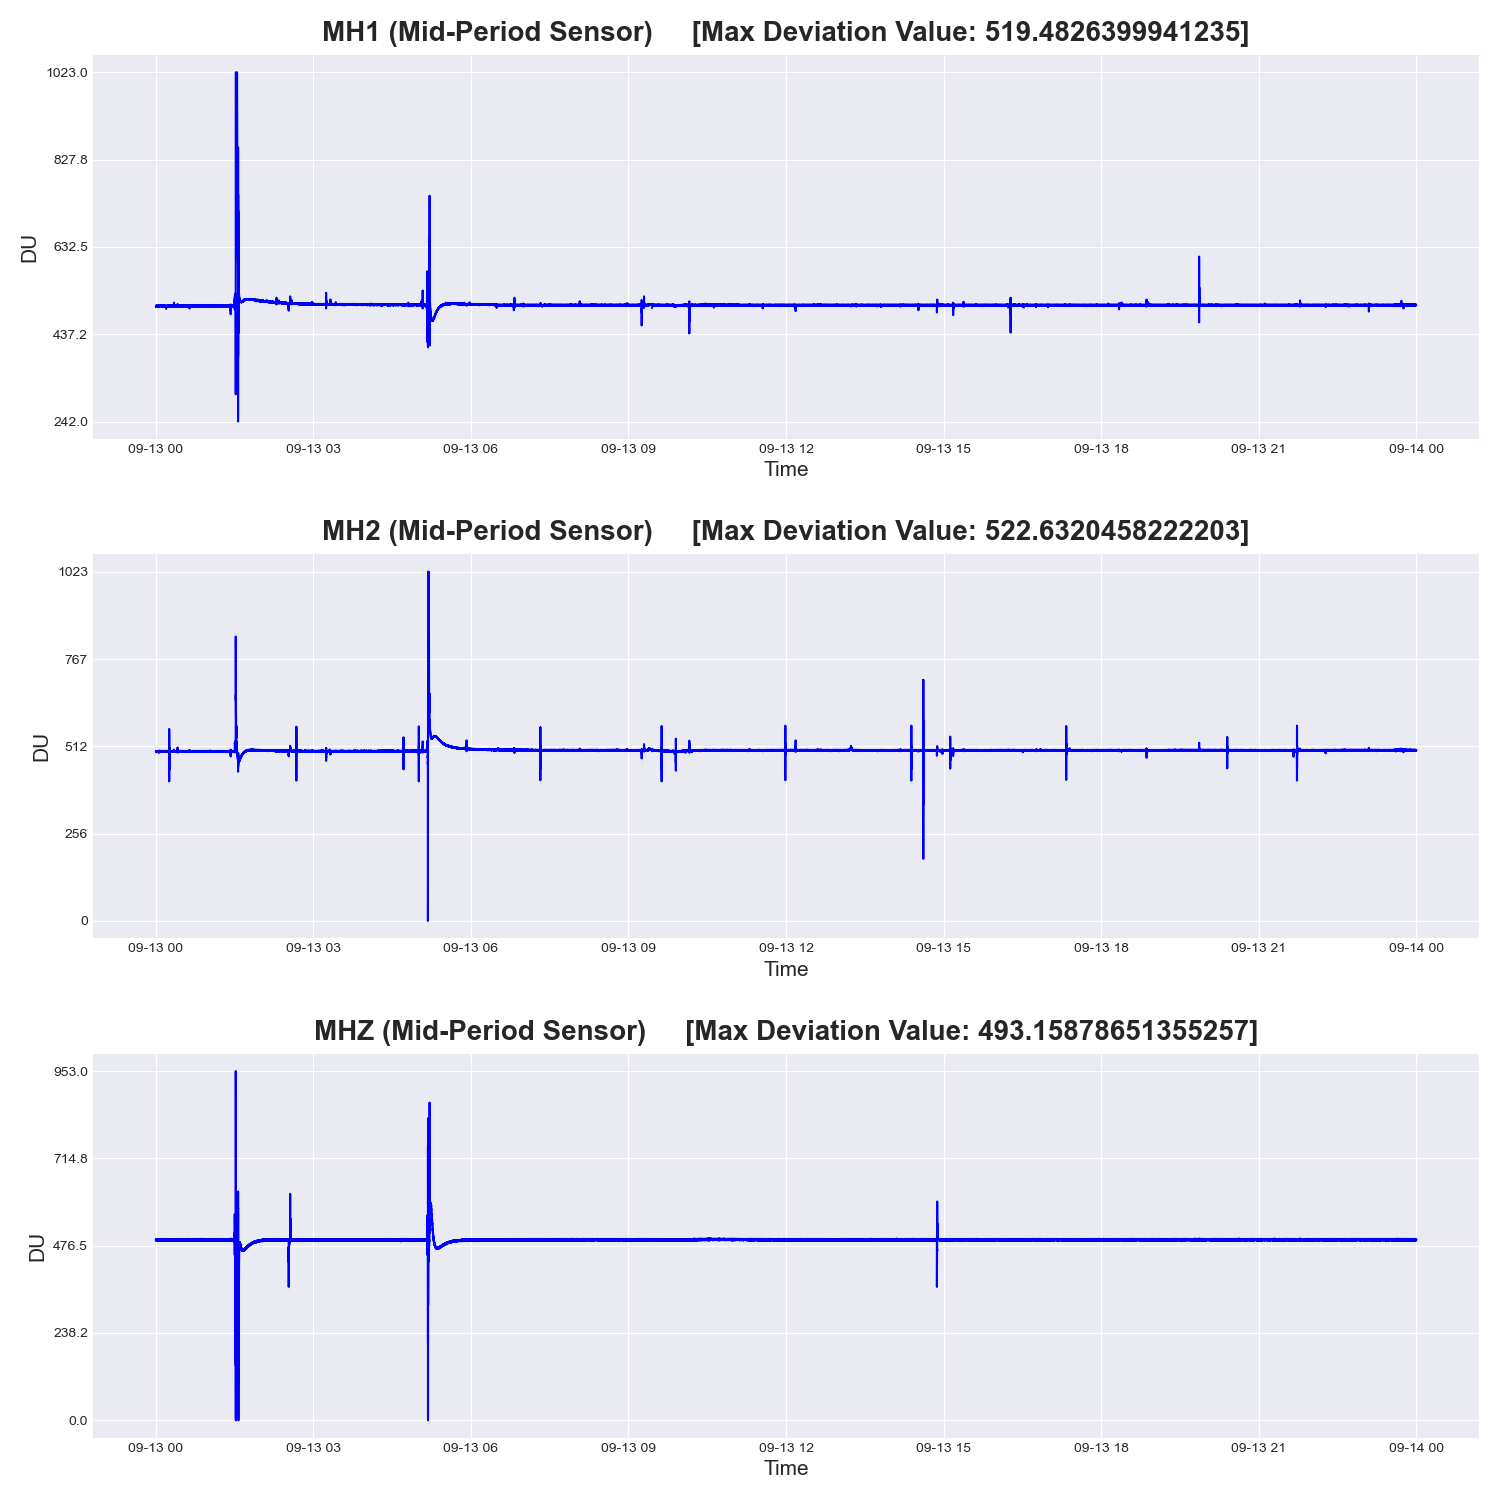 MH1 (Mid-Period Sensor) [Max Deviation Value: 519.4826399941235]
1023.0
827.8
632.5
437.2
242.0
DU
09-13 00 09-13 03 09-13 06 09-13 09 09-13 12 09-13 15 09-13 18 09-13 21 09-14 00
Time
MH2 (Mid-Period Sensor) [Max Deviation Value: 522.6320458222203]
1023
767
512
256
0
DU
09-13 00 09-13 03 09-13 06 09-13 09 09-13 12 09-13 15 09-13 18 09-13 21 09-14 00
Time
MHZ (Mid-Period Sensor) [Max Deviation Value: 493.15878651355257]
953.0
714.8
476.5
238.2
0.0
DU
09-13 00 09-13 03 09-13 06 09-13 09 09-13 12 09-13 15 09-13 18 09-13 21 09-14 00
Time